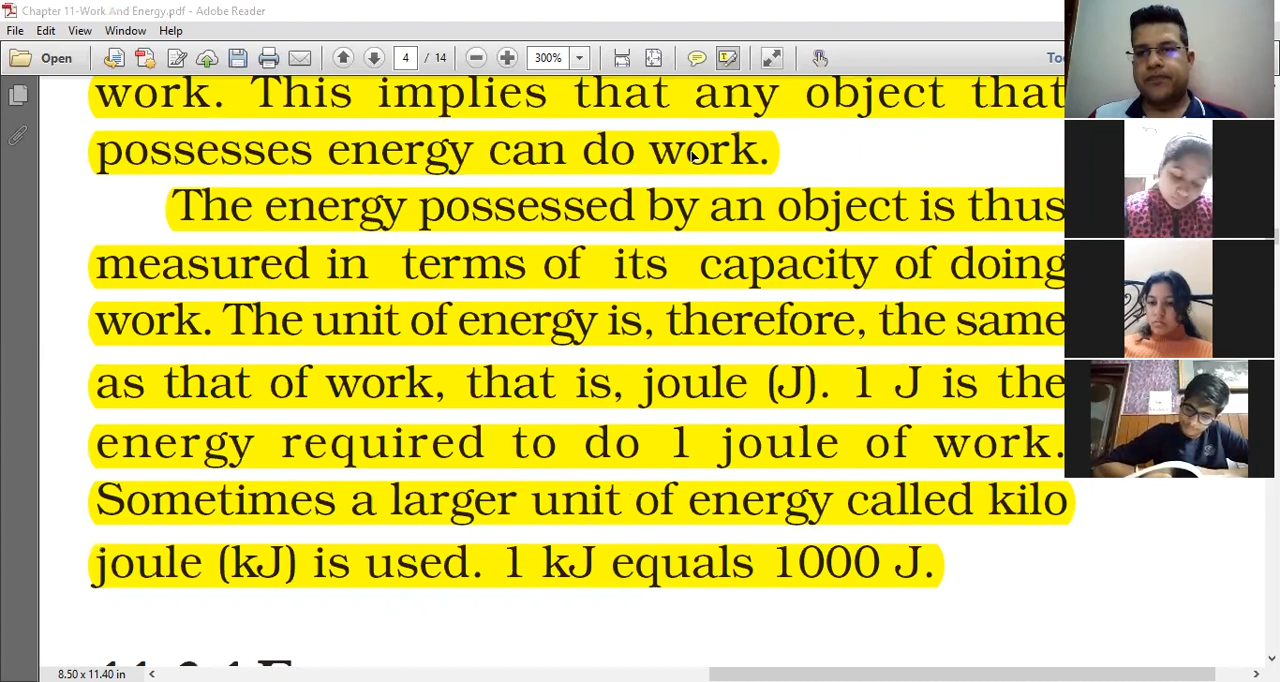 Chapter 11-Work And Energy.pdf - Adobe Reader
File Edit View Window Help
Open 4 / 14 300%
work. This implies that any object that
possesses energy can do work.
The energy possessed by an object is thus
measured in terms of its capacity of doing
work. The unit of energy is, therefore, the same
as that of work, that is, joule (J). 1 J is the
energy required to do 1 joule of work.
Sometimes a larger unit of energy called kilo
joule (kJ) is used. 1 kJ equals 1000 J.
8.50 x 11.40 in